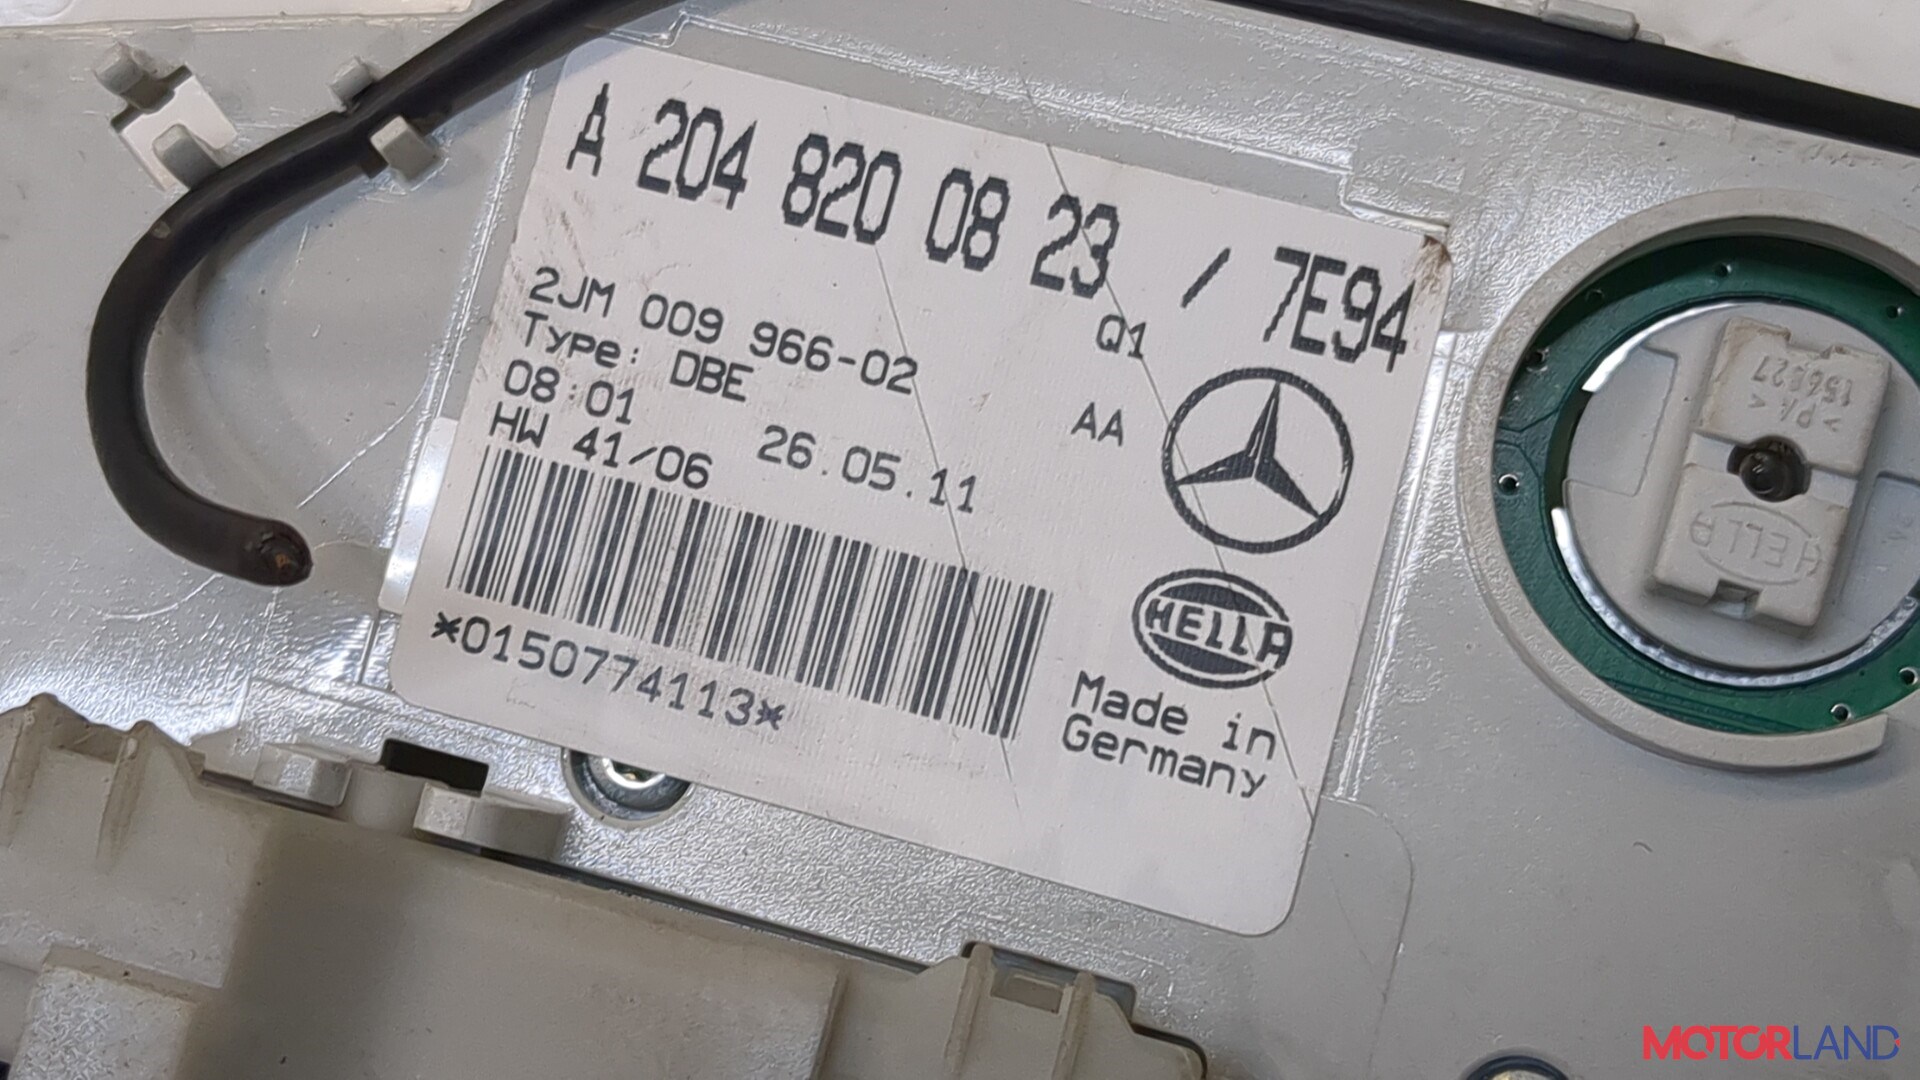 A 204 820 08 23 / 7E94
2JM 009 966-02
Q1
Type: DBE
08:01
26.05.11
AA
HW 41/06
HELLA
*0150774113*
Made in
Germany
HELLA
MOTORLAND